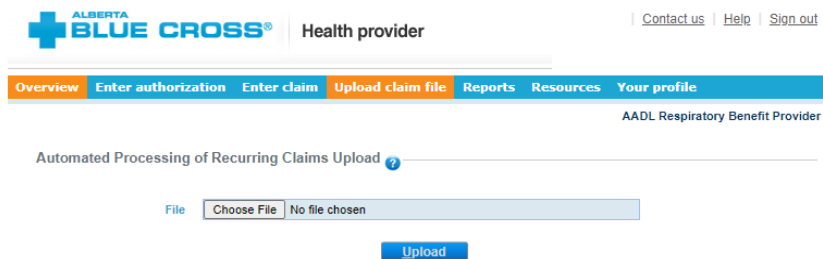 ALBERTA
BLUE CROSS® Health provider
Contact us | Help | Sign out
Overview Enter authorization Enter claim Upload claim file Reports Resources Your profile
AADL Respiratory Benefit Provider
Automated Processing of Recurring Claims Upload ?
File Choose File No file chosen
Upload